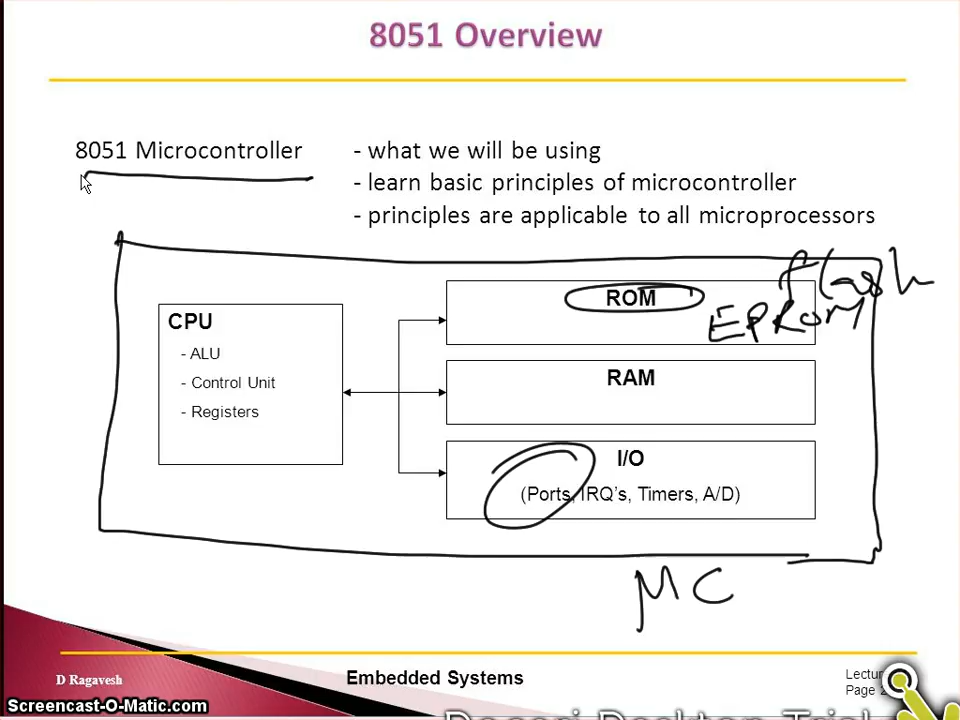 8051 Overview
8051 Microcontroller - what we will be using
- learn basic principles of microcontroller
- principles are applicable to all microprocessors
flash
ROM
EPROM
CPU
- ALU
- Control Unit
- Registers
RAM
I/O
(Ports, IRQ's, Timers, A/D)
MC
D Ragavesh
Embedded Systems
Page 2
Screencast-O-Matic.com